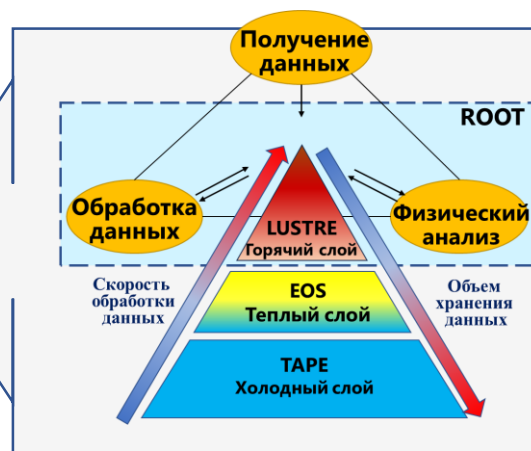 Получение
данных
ROOT
Обработка
данных
Физический
анализ
LUSTRE
Горячий слой
Скорость
обработки
данных
EOS
Теплый слой
Объем
хранения
данных
TAPE
Холодный слой